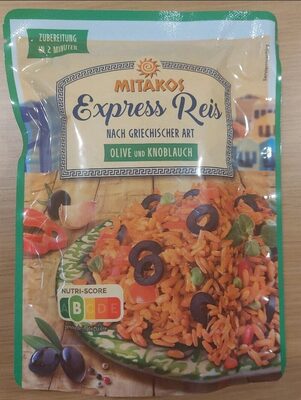 ZUBEREITUNG
IN 2 MINUTEN
MITAKOS
Express Reis
NACH GRIECHISCHER ART
OLIVE UND KNOBLAUCH
NUTRI-SCORE
A B C D E